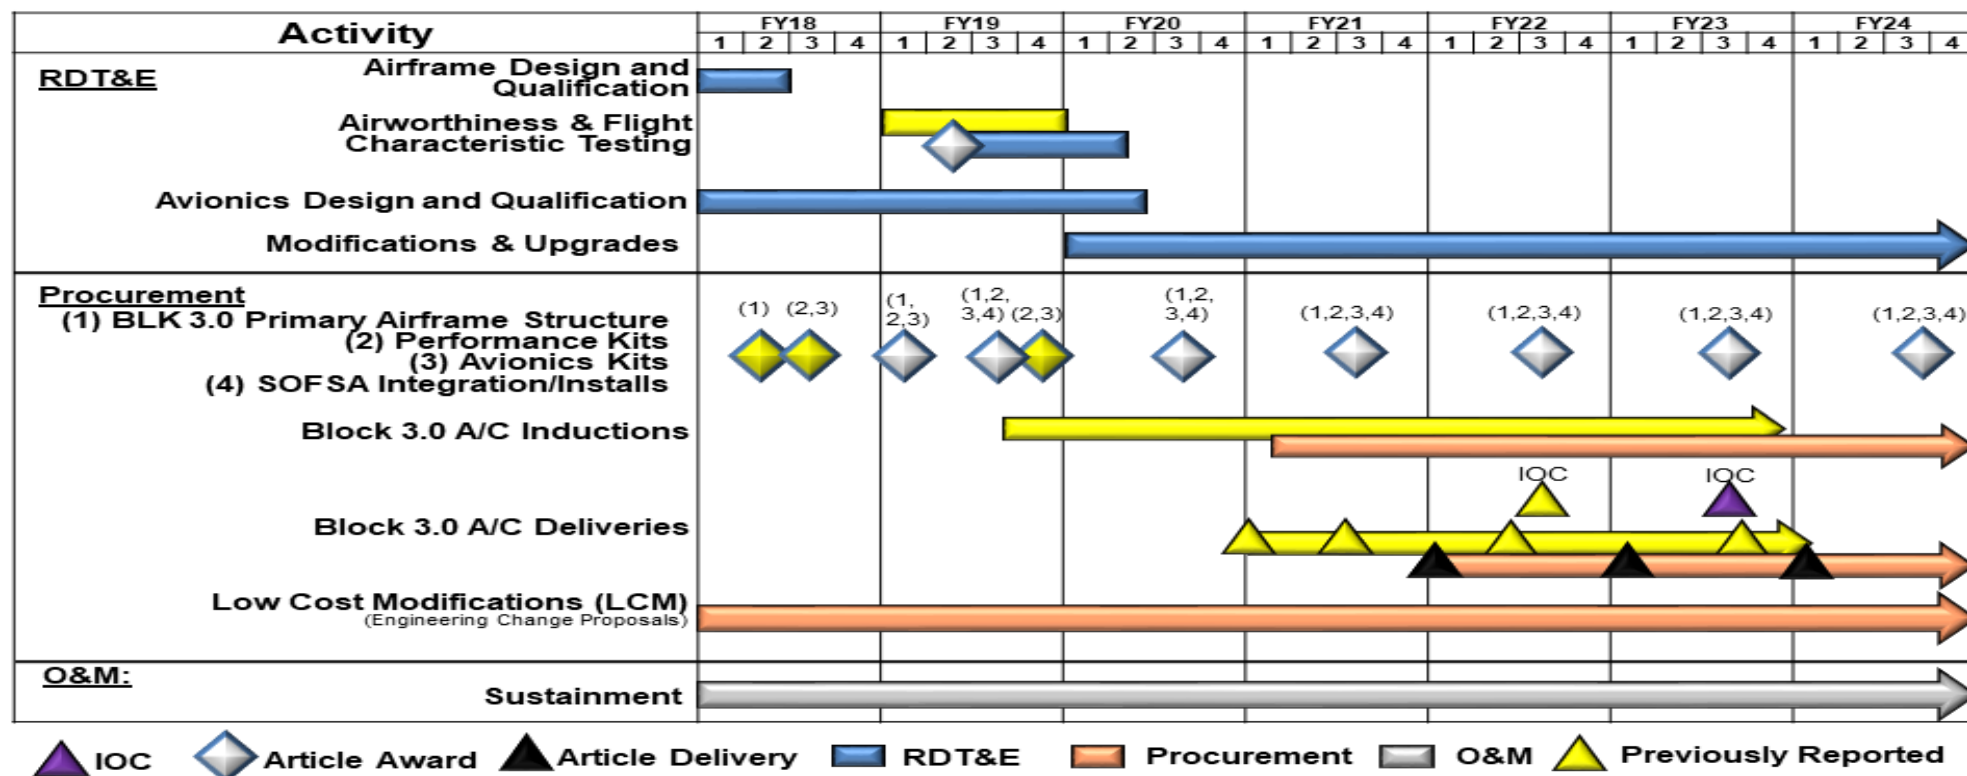 Activity
FY18 FY19 FY20 FY21 FY22 FY23 FY24
1 2 3 4 1 2 3 4 1 2 3 4 1 2 3 4 1 2 3 4 1 2 3 4 1 2 3 4
RDT&E
Airframe Design and
Qualification
Airworthiness & Flight
Characteristic Testing
Avionics Design and Qualification
Modifications & Upgrades
Procurement
(1) BLK 3.0 Primary Airframe Structure
(2) Performance Kits
(3) Avionics Kits
(4) SOFSA Integration/Installs
(1)
(2,3)
(1,
2,3)
(1,2,
3,4)
(2,3)
(1,2,
3,4)
(1,2,3,4)
(1,2,3,4)
(1,2,3,4)
(1,2,3,4)
Block 3.0 A/C Inductions
IOC
IOC
Block 3.0 A/C Deliveries
Low Cost Modifications (LCM)
(Engineering Change Proposals)
O&M:
Sustainment
IOC Article Award Article Delivery RDT&E Procurement O&M Previously Reported